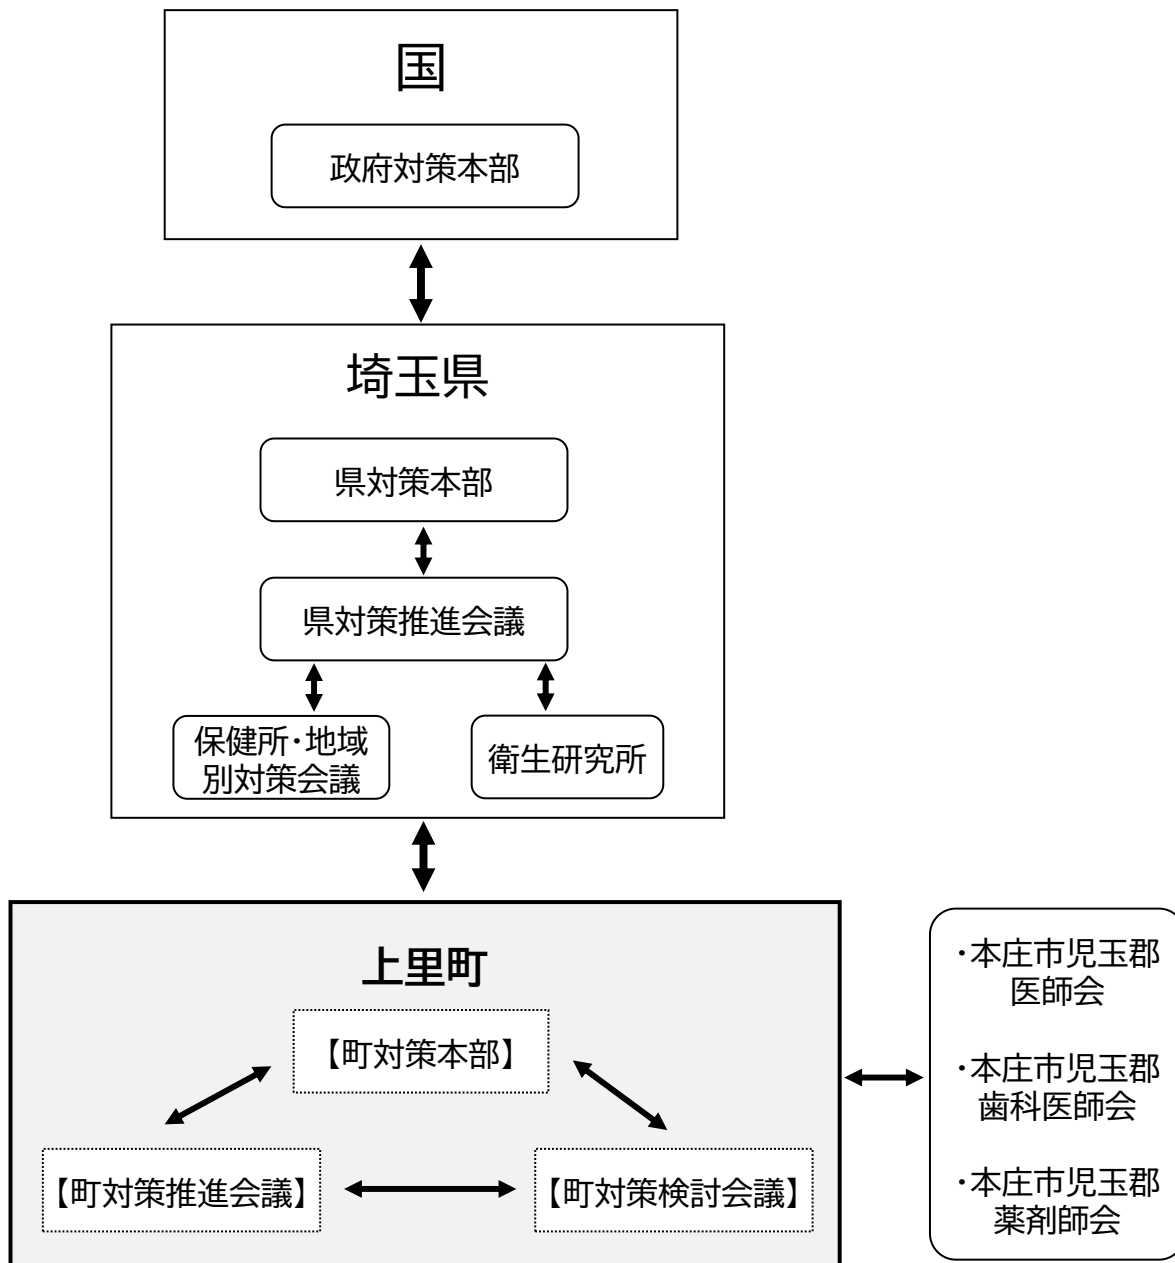 国
政府対策本部
埼玉県
県対策本部
県対策推進会議
保健所・地域
別対策会議
衛生研究所
上里町
【町対策本部】
【町対策推進会議】
【町対策検討会議】
・本庄市児玉郡
医師会
・本庄市児玉郡
歯科医師会
・本庄市児玉郡
薬剤師会